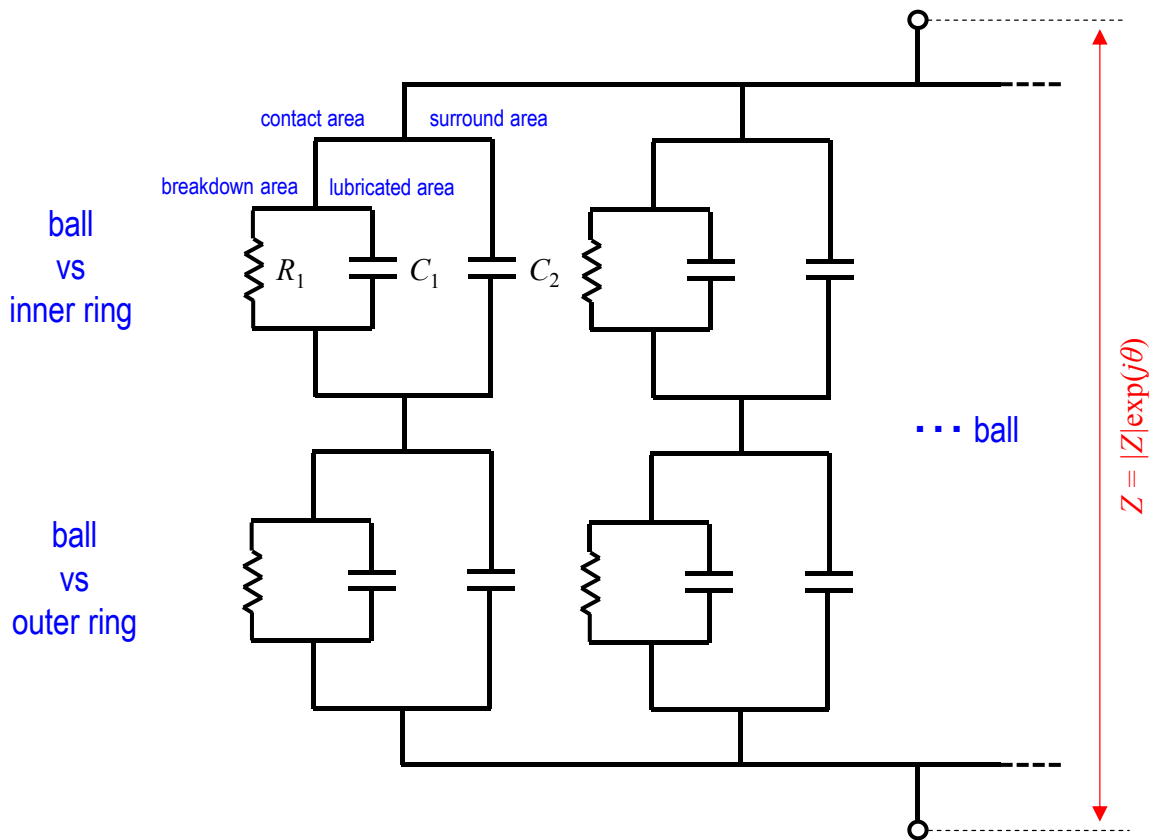 contact area
surround area
breakdown area
lubricated area
ball
vs
inner ring
R₁
C₁
C₂
Z = |Z|exp(jθ)
··· ball
ball
vs
outer ring